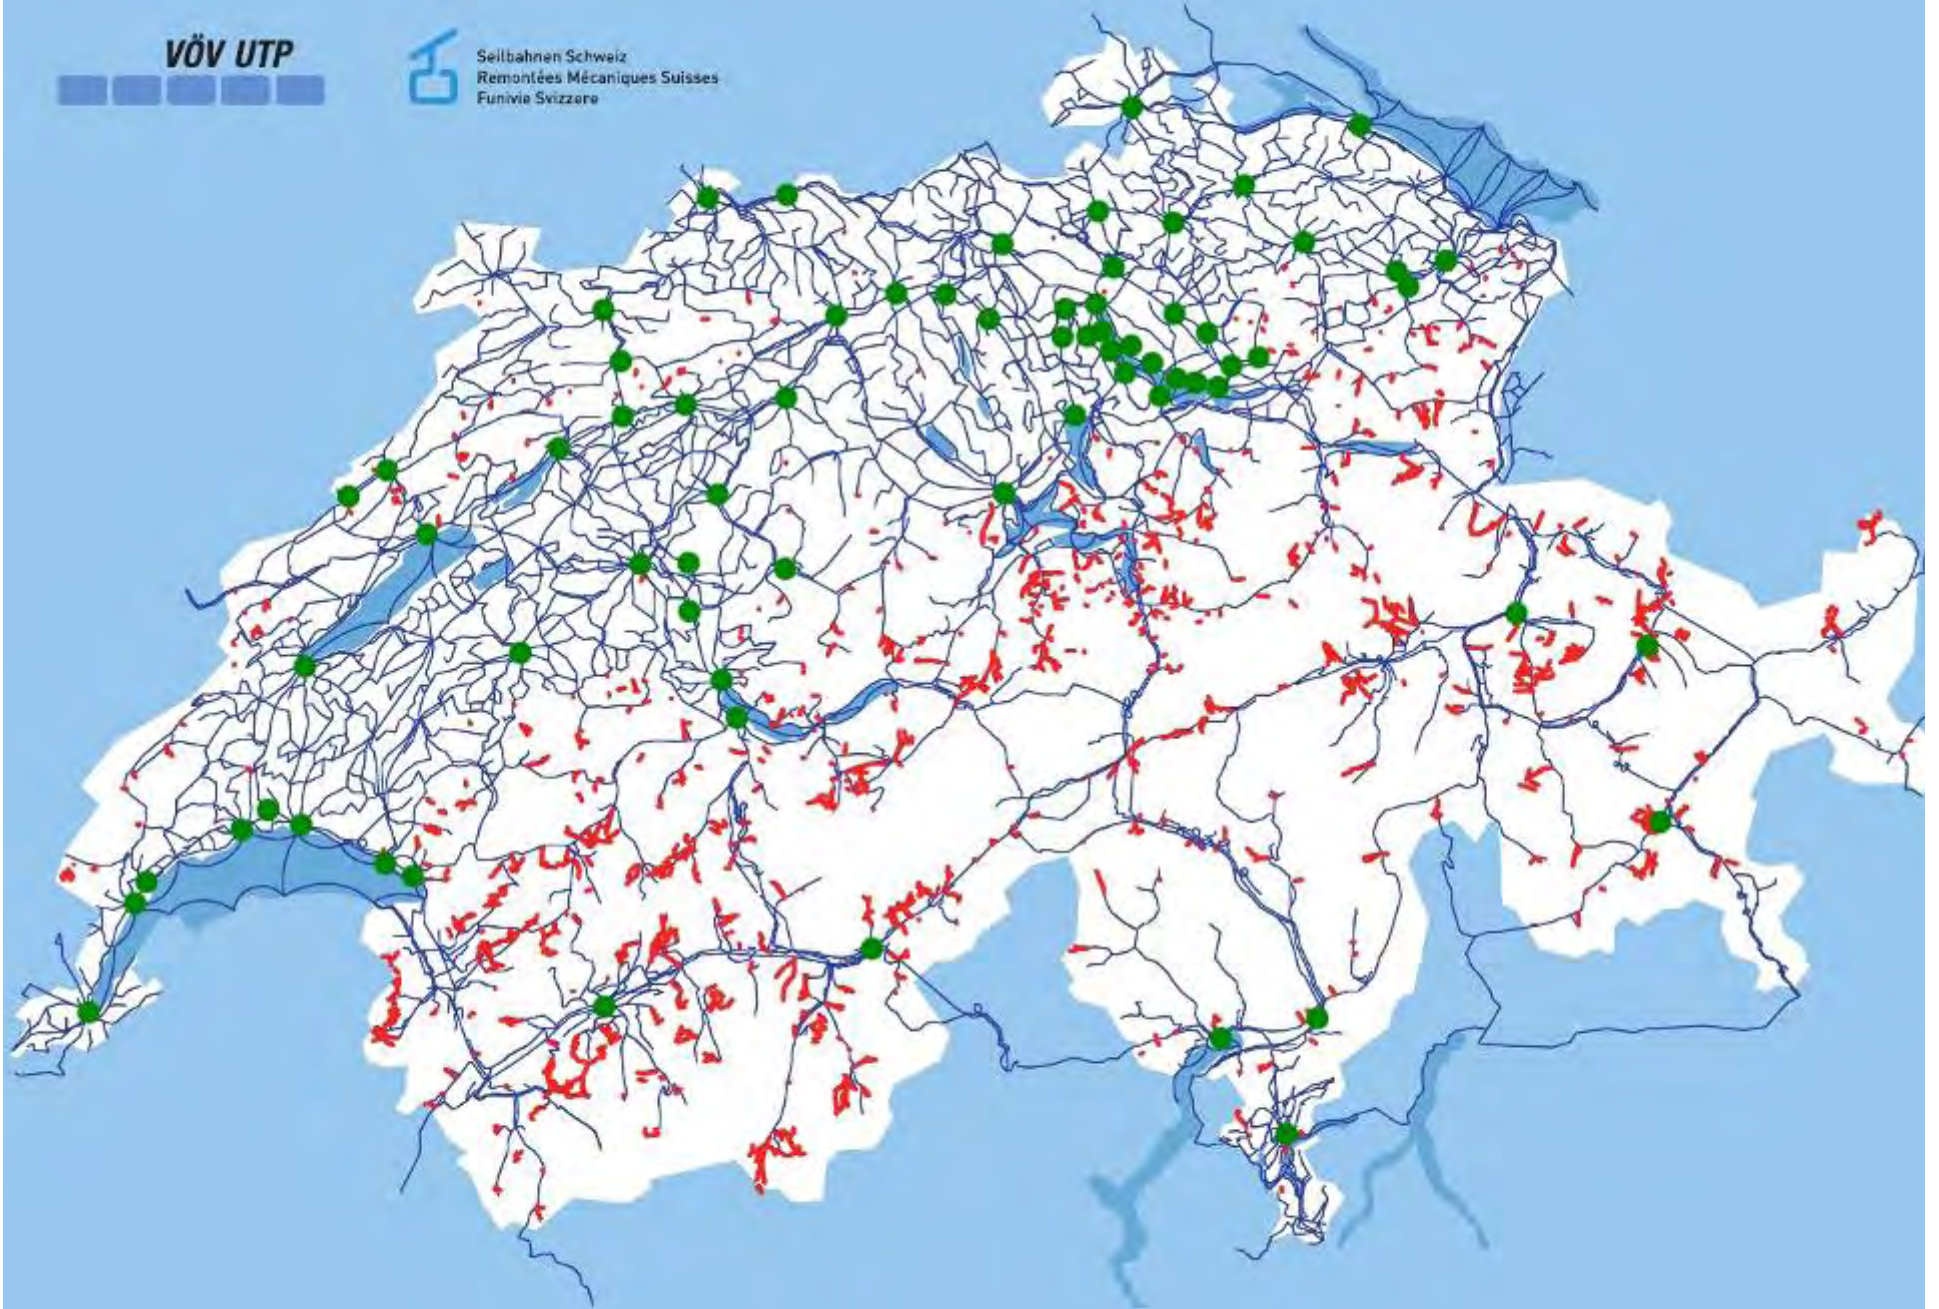 VÖV UTP
Seilbahnen Schweiz
Remontées Mécaniques Suisses
Funivie Svizzere